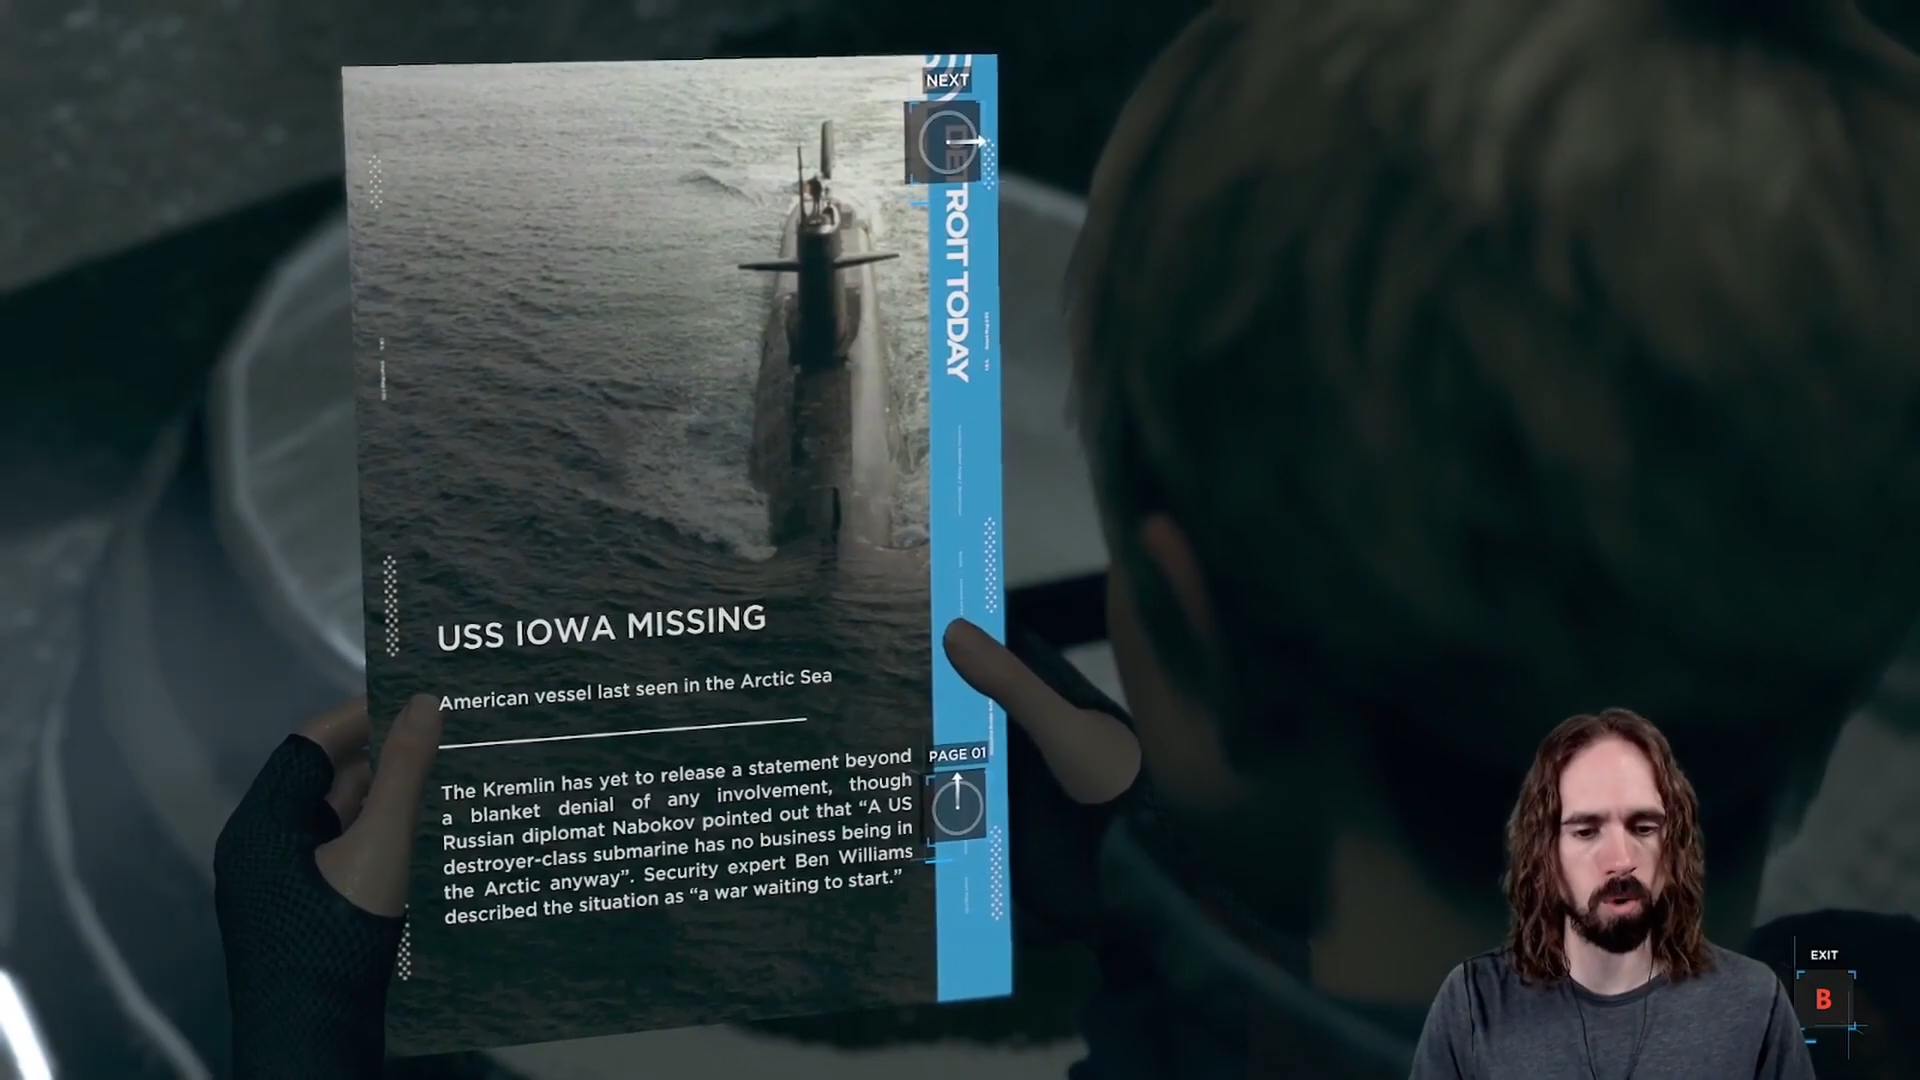 NEXT
DETROIT TODAY
USS IOWA MISSING
American vessel last seen in the Arctic Sea
The Kremlin has yet to release a statement beyond
a blanket denial of any involvement, though
Russian diplomat Nabokov pointed out that “A US
destroyer-class submarine has no business being in
the Arctic anyway”. Security expert Ben Williams
described the situation as “a war waiting to start.”
PAGE 01
EXIT
B